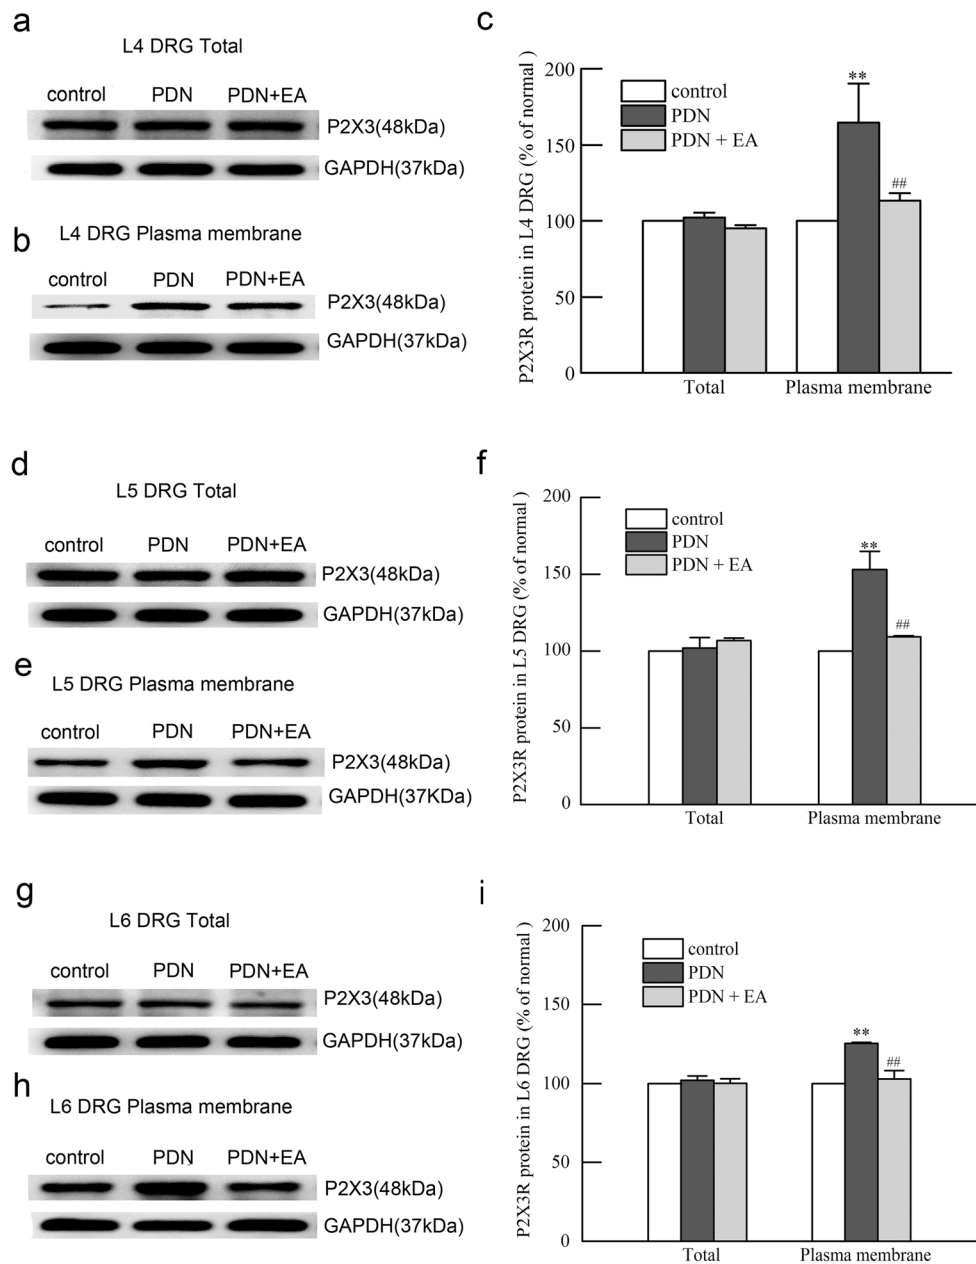 a
L4 DRG Total
control PDN PDN+EA
P2X3(48kDa)
GAPDH(37kDa)
b
L4 DRG Plasma membrane
control PDN PDN+EA
P2X3(48kDa)
GAPDH(37kDa)
c
P2X3R protein in L4 DRG (% of normal )
200
150
100
50
0
control
PDN
PDN + EA
**
##
Total Plasma membrane
d
L5 DRG Total
control PDN PDN+EA
P2X3(48kDa)
GAPDH(37kDa)
e
L5 DRG Plasma membrane
control PDN PDN+EA
P2X3(48kDa)
GAPDH(37KDa)
f
P2X3R protein in L5 DRG (% of normal )
200
150
100
50
0
control
PDN
PDN + EA
**
##
Total Plasma membrane
g
L6 DRG Total
control PDN PDN+EA
P2X3(48kDa)
GAPDH(37kDa)
h
L6 DRG Plasma membrane
control PDN PDN+EA
P2X3(48kDa)
GAPDH(37kDa)
i
P2X3R protein in L6 DRG (% of normal )
200
150
100
50
0
control
PDN
PDN + EA
**
##
Total Plasma membrane